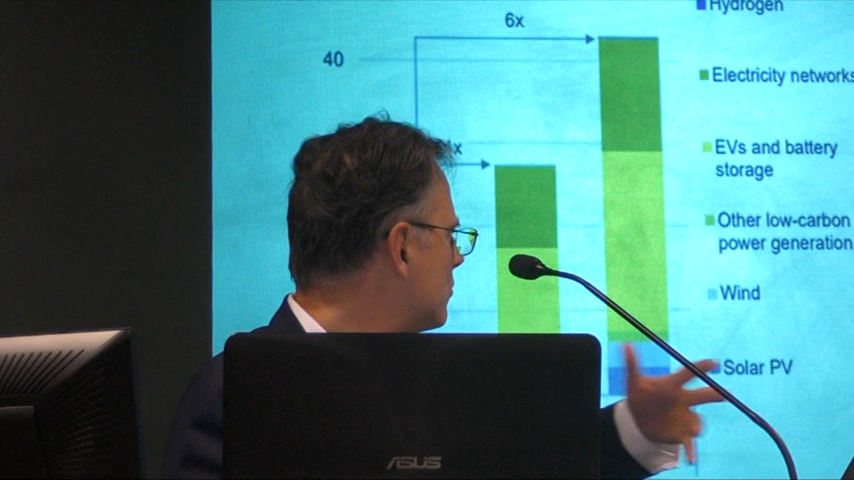 Hydrogen
6x
40
Electricity networks
x
EVs and battery
storage
Other low-carbon
power generation
Wind
Solar PV
ASUS